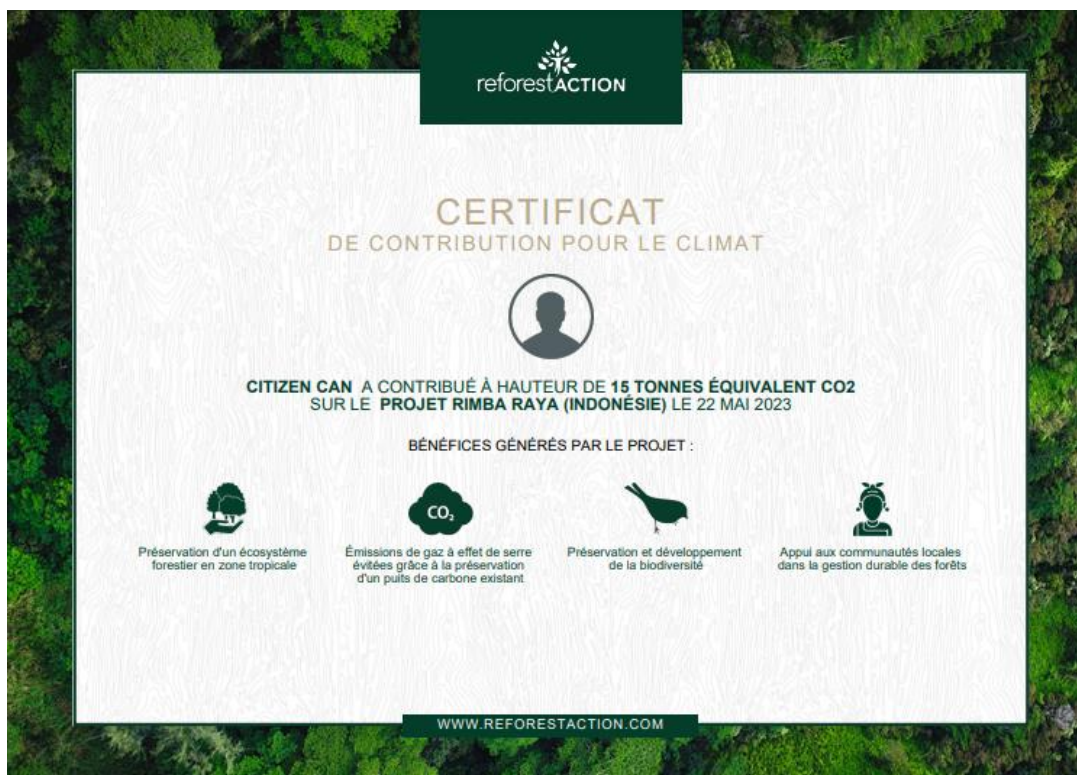 reforestACTION
CERTIFICAT
DE CONTRIBUTION POUR LE CLIMAT
CITIZEN CAN A CONTRIBUÉ À HAUTEUR DE 15 TONNES ÉQUIVALENT CO2
SUR LE PROJET RIMBA RAYA (INDONÉSIE) LE 22 MAI 2023
BÉNÉFICES GÉNÉRÉS PAR LE PROJET :
Préservation d'un écosystème
forestier en zone tropicale
CO₂
Émissions de gaz à effet de serre
évitées grâce à la préservation
d'un puits de carbone existant
Préservation et développement
de la biodiversité
Appui aux communautés locales
dans la gestion durable des forêts
WWW.REFORESTACTION.COM